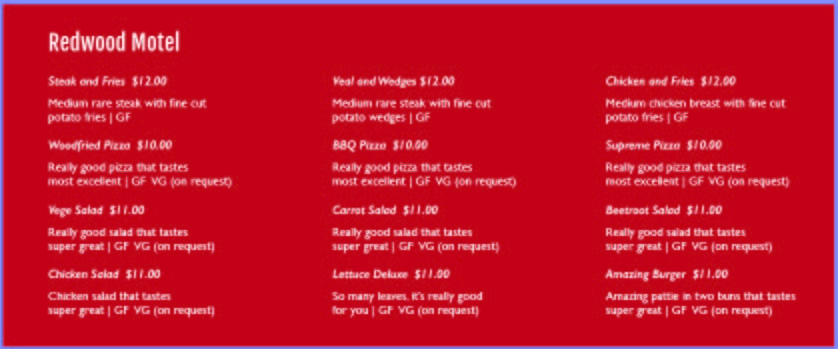 Redwood Motel
Steak and Fries $12.00
Medium rare steak with fine cut
potato fries | GF
Woodfried Pizza $10.00
Really good pizza that tastes
most excellent | GF VG (on request)
Vege Salad $11.00
Really good salad that tastes
super great | GF VG (on request)
Chicken Salad $11.00
Chicken salad that tastes
super great | GF VG (on request)
Veal and Wedges $12.00
Medium rare steak with fine cut
potato wedges | GF
BBQ Pizza $10.00
Really good pizza that tastes
most excellent | GF VG (on request)
Carrot Salad $11.00
Really good salad that tastes
super great | GF VG (on request)
Lettuce Deluxe $11.00
So many leaves, it's really good
for you | GF VG (on request)
Chicken and Fries $12.00
Medium chicken breast with fine cut
potato fries | GF
Supreme Pizza $10.00
Really good pizza that tastes
most excellent | GF VG (on request)
Beetroot Salad $11.00
Really good salad that tastes
super great | GF VG (on request)
Amazing Burger $11.00
Amazing pattie in two buns that tastes
super great | GF VG (on request)